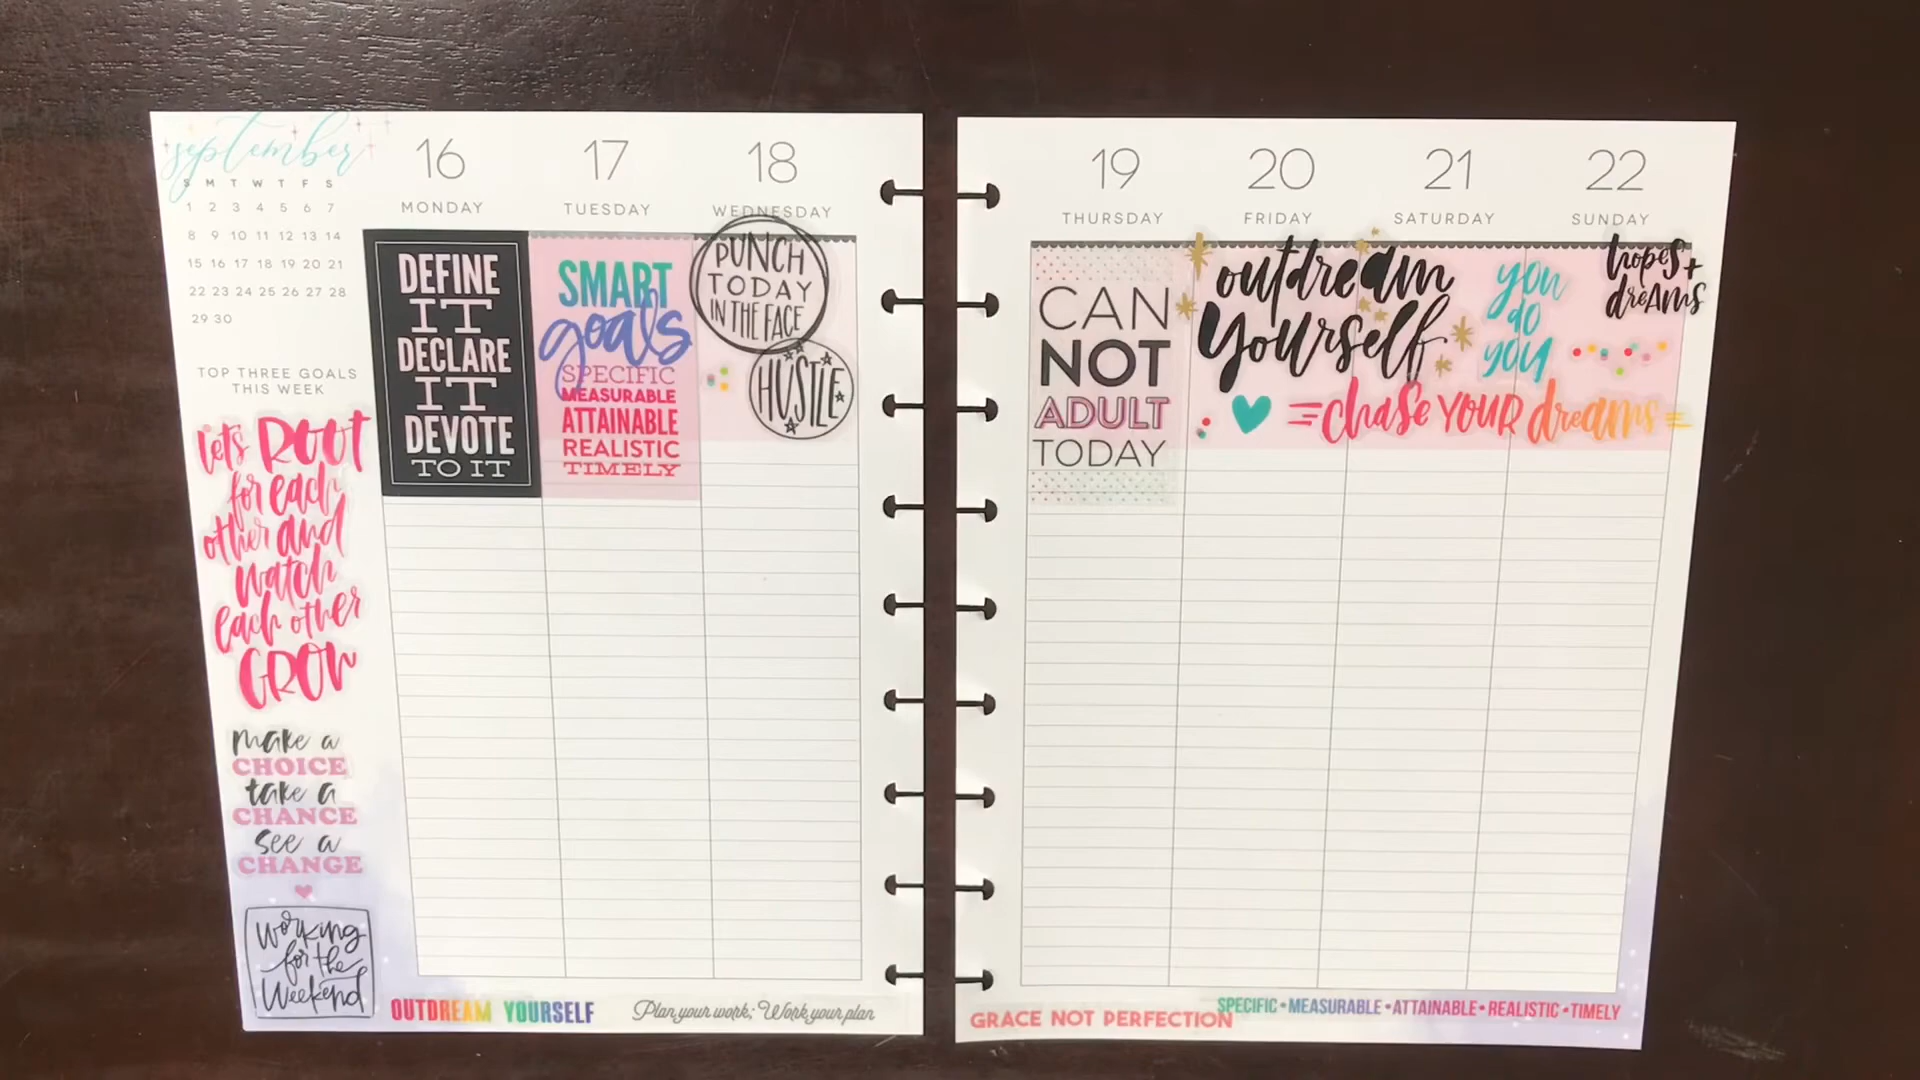 september
S M T W T F S
1 2 3 4 5 6 7
8 9 10 11 12 13 14
15 16 17 18 19 20 21
22 23 24 25 26 27 28
29 30
TOP THREE GOALS
THIS WEEK
let's ROOT
for each
other and
watch
each other
GROW
make a
CHOICE
take a
CHANCE
see a
CHANGE
working
for the
weekend
16
MONDAY
DEFINE
IT
DECLARE
IT
DEVOTE
TO IT
17
TUESDAY
SMART
goals
SPECIFIC
MEASURABLE
ATTAINABLE
REALISTIC
TIMELY
18
WEDNESDAY
PUNCH
TODAY
IN THE FACE
HUSTLE
OUTDREAM YOURSELF
Plan your work; Work your plan
19
THURSDAY
CAN
NOT
ADULT
TODAY
20
FRIDAY
21
SATURDAY
22
SUNDAY
outdream
yourself
you
do
you
hopes +
dreams
chase YOUR dreams
GRACE NOT PERFECTION
SPECIFIC • MEASURABLE • ATTAINABLE • REALISTIC • TIMELY